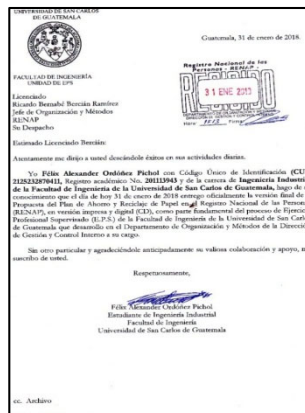 UNIVERSIDAD DE SAN CARLOS
DE GUATEMALA
Guatemala, 31 de enero de 2018.
FACULTAD DE INGENIERÍA
UNIDAD DE EPS
Registro Nacional de las
Personas - RENAP -
31 ENE 2018
Licenciado
Ricardo Bernabé Bercián Ramírez
Jefe de Organización y Métodos
RENAP
Su Despacho
Estimado Licenciado Bercián:
Atentamente me dirijo a usted deseándole éxitos en sus actividades diarias.
Yo Félix Alexander Ordóñez Pichol con Código Único de Identificación (CU
2125232870411, Registro académico No. 201113943 y de la carrera de Ingeniería Industri
de la Facultad de Ingeniería de la Universidad de San Carlos de Guatemala, hago de s
conocimiento que el día de hoy 31 de enero de 2018 entrego oficialmente la versión final de
Propuesta del Plan de Ahorro y Reciclaje de Papel en el Registro Nacional de las Person
(RENAP), en versión impresa y digital (CD), como parte fundamental del proceso de Ejercic
Profesional Supervisado (E.P.S.) de la Facultad de Ingeniería de la Universidad de San Carl
de Guatemala que desarrollo en el Departamento de Organización y Métodos de la Direcció
de Gestión y Control Interno a su cargo.
Sin otro particular y agradeciéndole anticipadamente su valiosa colaboración y apoyo, m
suscribo de usted.
Respetuosamente,
Félix Alexander Ordóñez Pichol
Estudiante de Ingeniería Industrial
Facultad de Ingeniería
Universidad de San Carlos de Guatemala
cc. Archivo